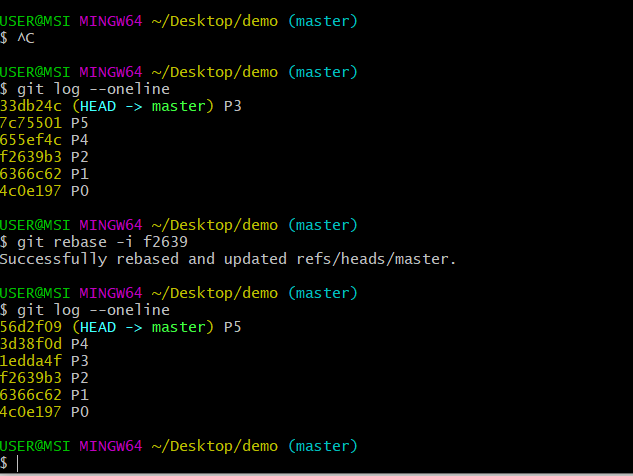 USER@MSI MINGW64 ~/Desktop/demo (master)
$ ^C
USER@MSI MINGW64 ~/Desktop/demo (master)
$ git log --oneline
33db24c (HEAD -> master) P3
7c75501 P5
655ef4c P4
f2639b3 P2
6366c62 P1
4c0e197 P0
USER@MSI MINGW64 ~/Desktop/demo (master)
$ git rebase -i f2639
Successfully rebased and updated refs/heads/master.
USER@MSI MINGW64 ~/Desktop/demo (master)
$ git log --oneline
56d2f09 (HEAD -> master) P5
3d38f0d P4
1edda4f P3
f2639b3 P2
6366c62 P1
4c0e197 P0
USER@MSI MINGW64 ~/Desktop/demo (master)
$